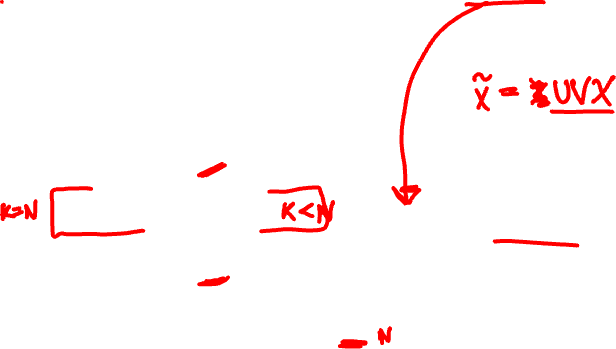 x̃ = UVX
K=N
K<N
N